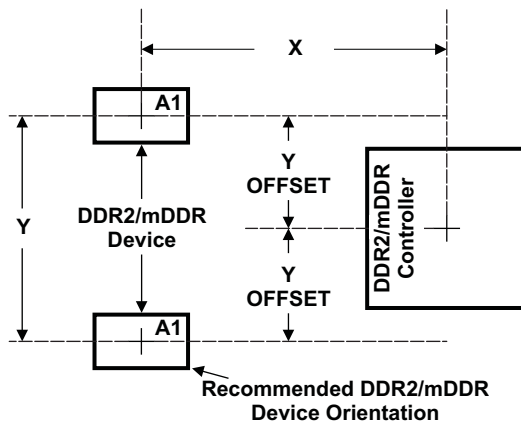 X
A1
Y
OFFSET
Y
DDR2/mDDR
Device
DDR2/mDDR
Controller
Y
OFFSET
A1
Recommended DDR2/mDDR
Device Orientation